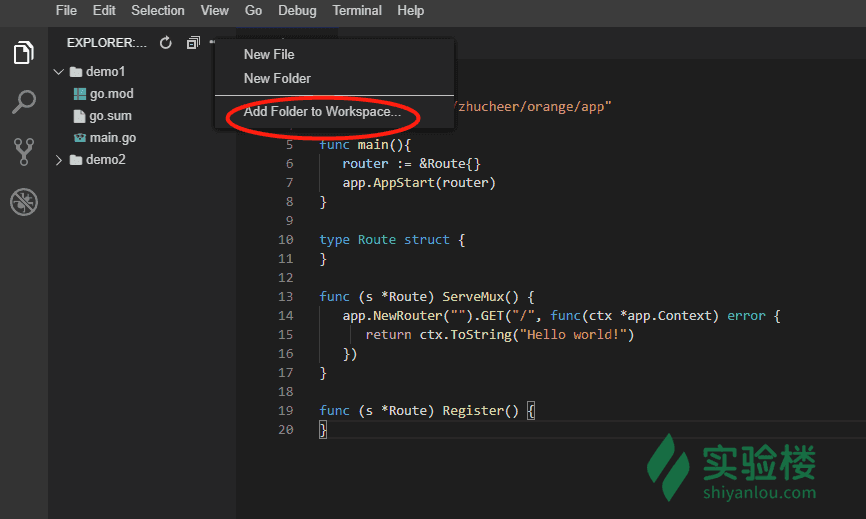 File Edit Selection View Go Debug Terminal Help
EXPLORER:...
New File
New Folder
Add Folder to Workspace...
demo1
go.mod
go.sum
main.go
demo2
/zhucheer/orange/app"
5 func main(){
6 router := &Route{}
7 app.AppStart(router)
8 }
9
10 type Route struct {
11 }
12
13 func (s *Route) ServeMux() {
14 app.NewRouter("").GET("/", func(ctx *app.Context) error {
15 return ctx.ToString("Hello world!")
16 })
17 }
18
19 func (s *Route) Register() {
20 }
实验楼
shiyanlou.com